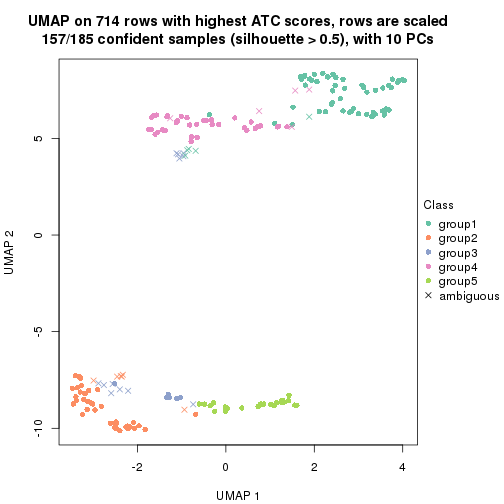 UMAP on 714 rows with highest ATC scores, rows are scaled
157/185 confident samples (silhouette > 0.5), with 10 PCs
5
0
-5
-10
UMAP 2
-2
0
2
4
UMAP 1
Class
group1
group2
group3
group4
group5
ambiguous